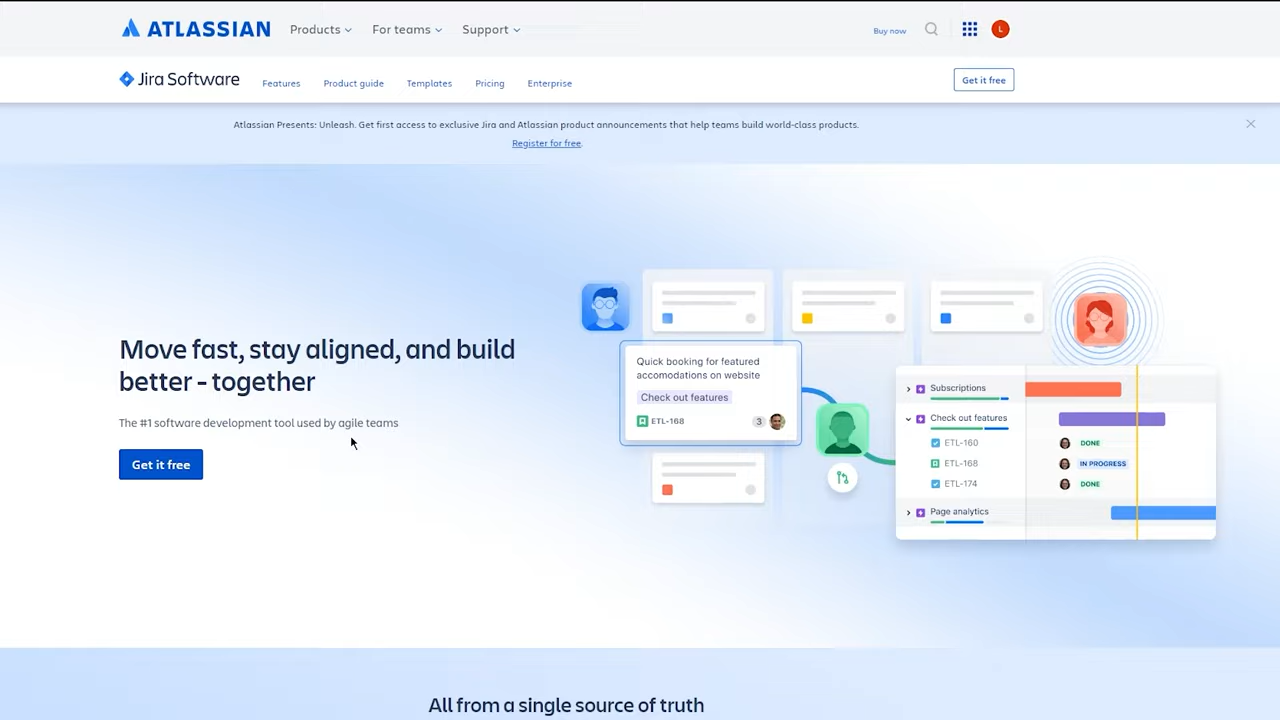 ATLASSIAN Products For teams Support Buy now L
Jira Software Features Product guide Templates Pricing Enterprise Get it free
Atlassian Presents: Unleash. Get first access to exclusive Jira and Atlassian product announcements that help teams build world-class products.
Register for free.
Move fast, stay aligned, and build
better - together
The #1 software development tool used by agile teams
Get it free
Quick booking for featured
accomodations on website
Check out features
ETL-168 3
Subscriptions
Check out features
ETL-160 DONE
ETL-168 IN PROGRESS
ETL-174 DONE
Page analytics
All from a single source of truth